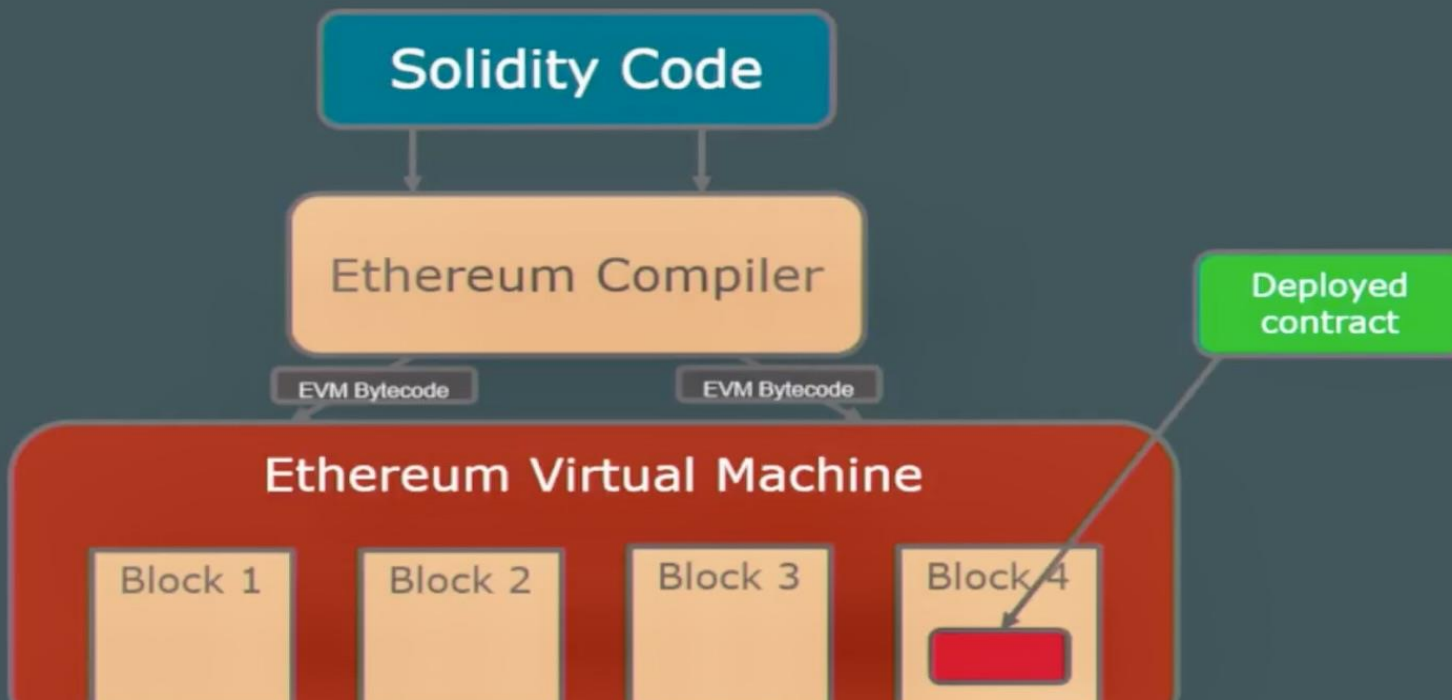 Solidity Code
Ethereum Compiler
Deployed
contract
EVM Bytecode
EVM Bytecode
Ethereum Virtual Machine
Block 1
Block 2
Block 3
Block 4